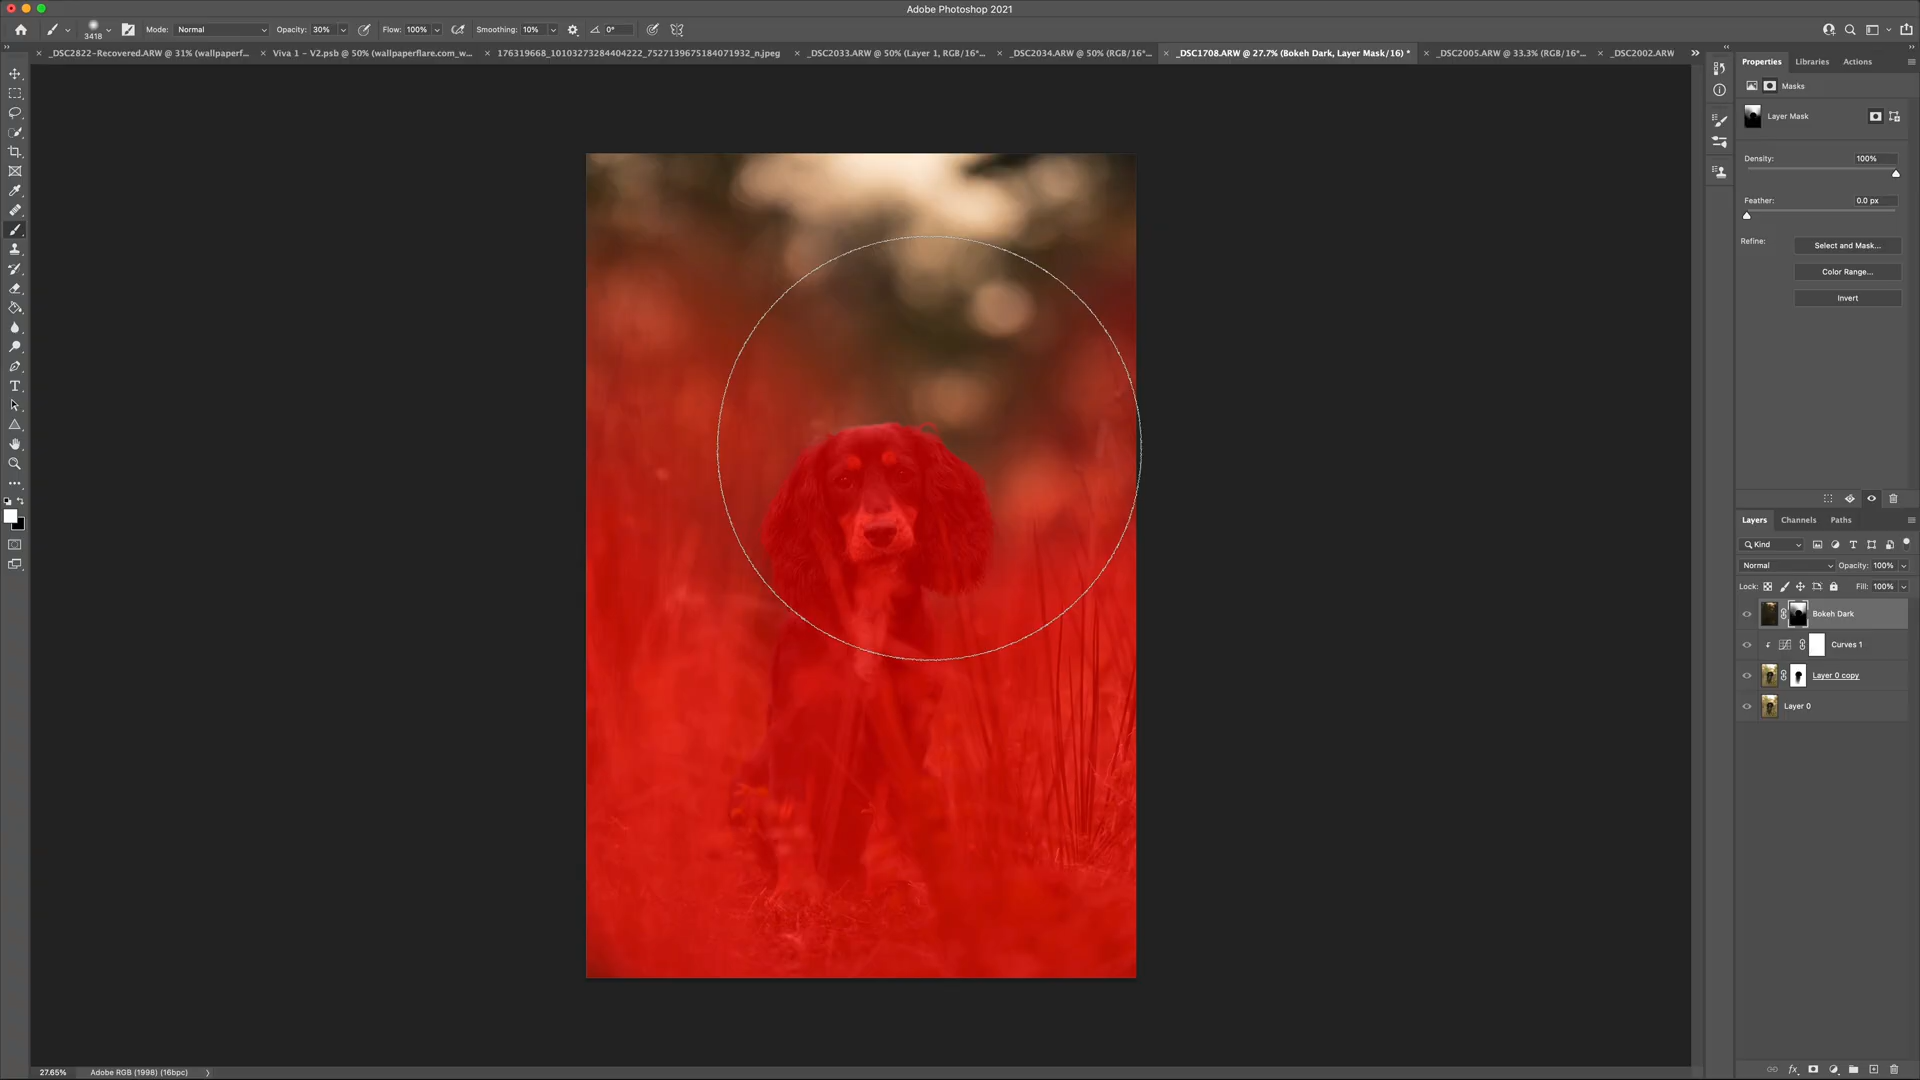 Adobe Photoshop 2021
3418
Mode: Normal Opacity: 30% Flow: 100% Smoothing: 10% 0°
_DSC2822-Recovered.ARW @ 31% (wallpaperf... Viva 1 - V2.psb @ 50% (wallpaperflare.com_w... 176319668_10103273284404222_7527139675184071932_n.jpeg _DSC2033.ARW @ 50% (Layer 1, RGB/16*... _DSC2034.ARW @ 50% (RGB/16*... _DSC1708.ARW @ 27.7% (Bokeh Dark, Layer Mask/16) * _DSC2005.ARW @ 33.3% (RGB/16*... _DSC2002.ARW
Properties Libraries Actions
Masks
Layer Mask
Density: 100%
Feather: 0.0 px
Refine: Select and Mask...
Color Range...
Invert
Layers Channels Paths
Kind
Normal Opacity: 100%
Lock: Fill: 100%
Bokeh Dark
Curves 1
Layer 0 copy
Layer 0
27.65% Adobe RGB (1998) (16bpc)